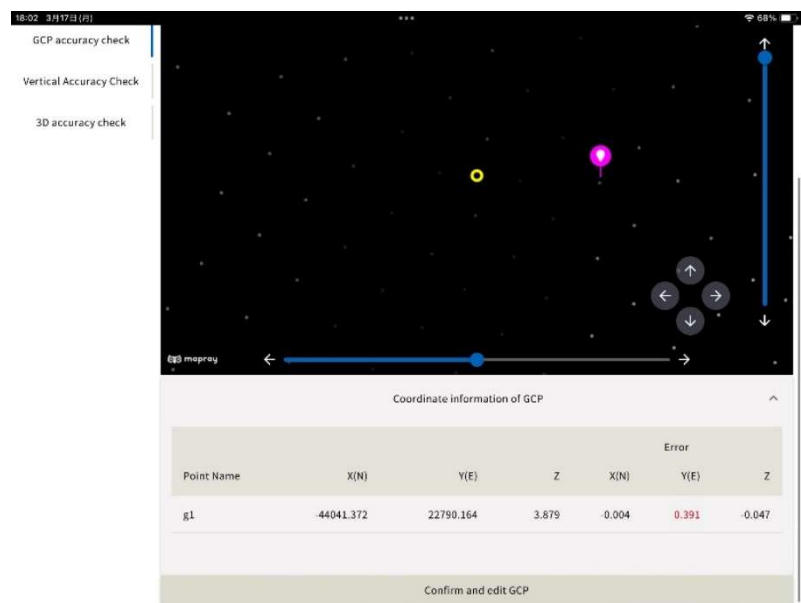 18:02 3月17日(月)
68%
GCP accuracy check
Vertical Accuracy Check
3D accuracy check
mapray
Coordinate information of GCP
Error
Point Name X(N) Y(E) Z X(N) Y(E) Z
g1 -44041.372 22790.164 3.879 -0.004 0.391 -0.047
Confirm and edit GCP